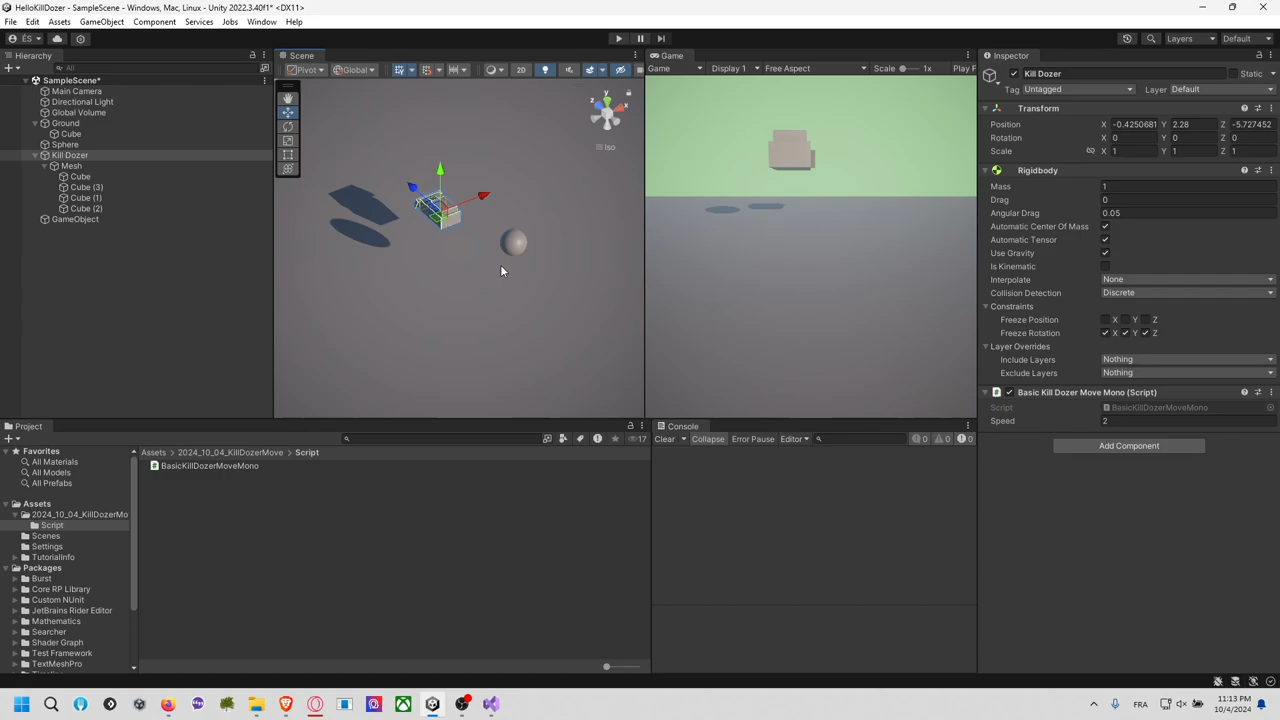 HelloKillDozer - SampleScene - Windows, Mac, Linux - Unity 2022.3.40f1* <DX11>
File Edit Assets GameObject Component Services Jobs Window Help
ÉS Layers Default
Hierarchy
All
SampleScene*
Main Camera
Directional Light
Global Volume
Ground
Cube
Sphere
Kill Dozer
Mesh
Cube
Cube (3)
Cube (1)
Cube (2)
GameObject
Scene
Pivot Global 2D
y
z x
Iso
Game
Game Display 1 Free Aspect Scale 1x Play F
Inspector
Kill Dozer Static
Tag Untagged Layer Default
Transform
Position X -0.4250681 Y 2.28 Z -5.727452
Rotation X 0 Y 0 Z 0
Scale X 1 Y 1 Z 1
Rigidbody
Mass 1
Drag 0
Angular Drag 0.05
Automatic Center Of Mass
Automatic Tensor
Use Gravity
Is Kinematic
Interpolate None
Collision Detection Discrete
Constraints
Freeze Position X Y Z
Freeze Rotation X Y Z
Layer Overrides
Include Layers Nothing
Exclude Layers Nothing
Basic Kill Dozer Move Mono (Script)
Script BasicKillDozerMoveMono
Speed 2
Add Component
Project
17
Favorites
All Materials
All Models
All Prefabs
Assets
2024_10_04_KillDozerMo
Script
Scenes
Settings
TutorialInfo
Packages
Burst
Core RP Library
Custom NUnit
JetBrains Rider Editor
Mathematics
Searcher
Shader Graph
Test Framework
TextMeshPro
Assets > 2024_10_04_KillDozerMove > Script
BasicKillDozerMoveMono
Console
Clear Collapse Error Pause Editor 0 0 0
FR
11:13 PM
10/4/2024